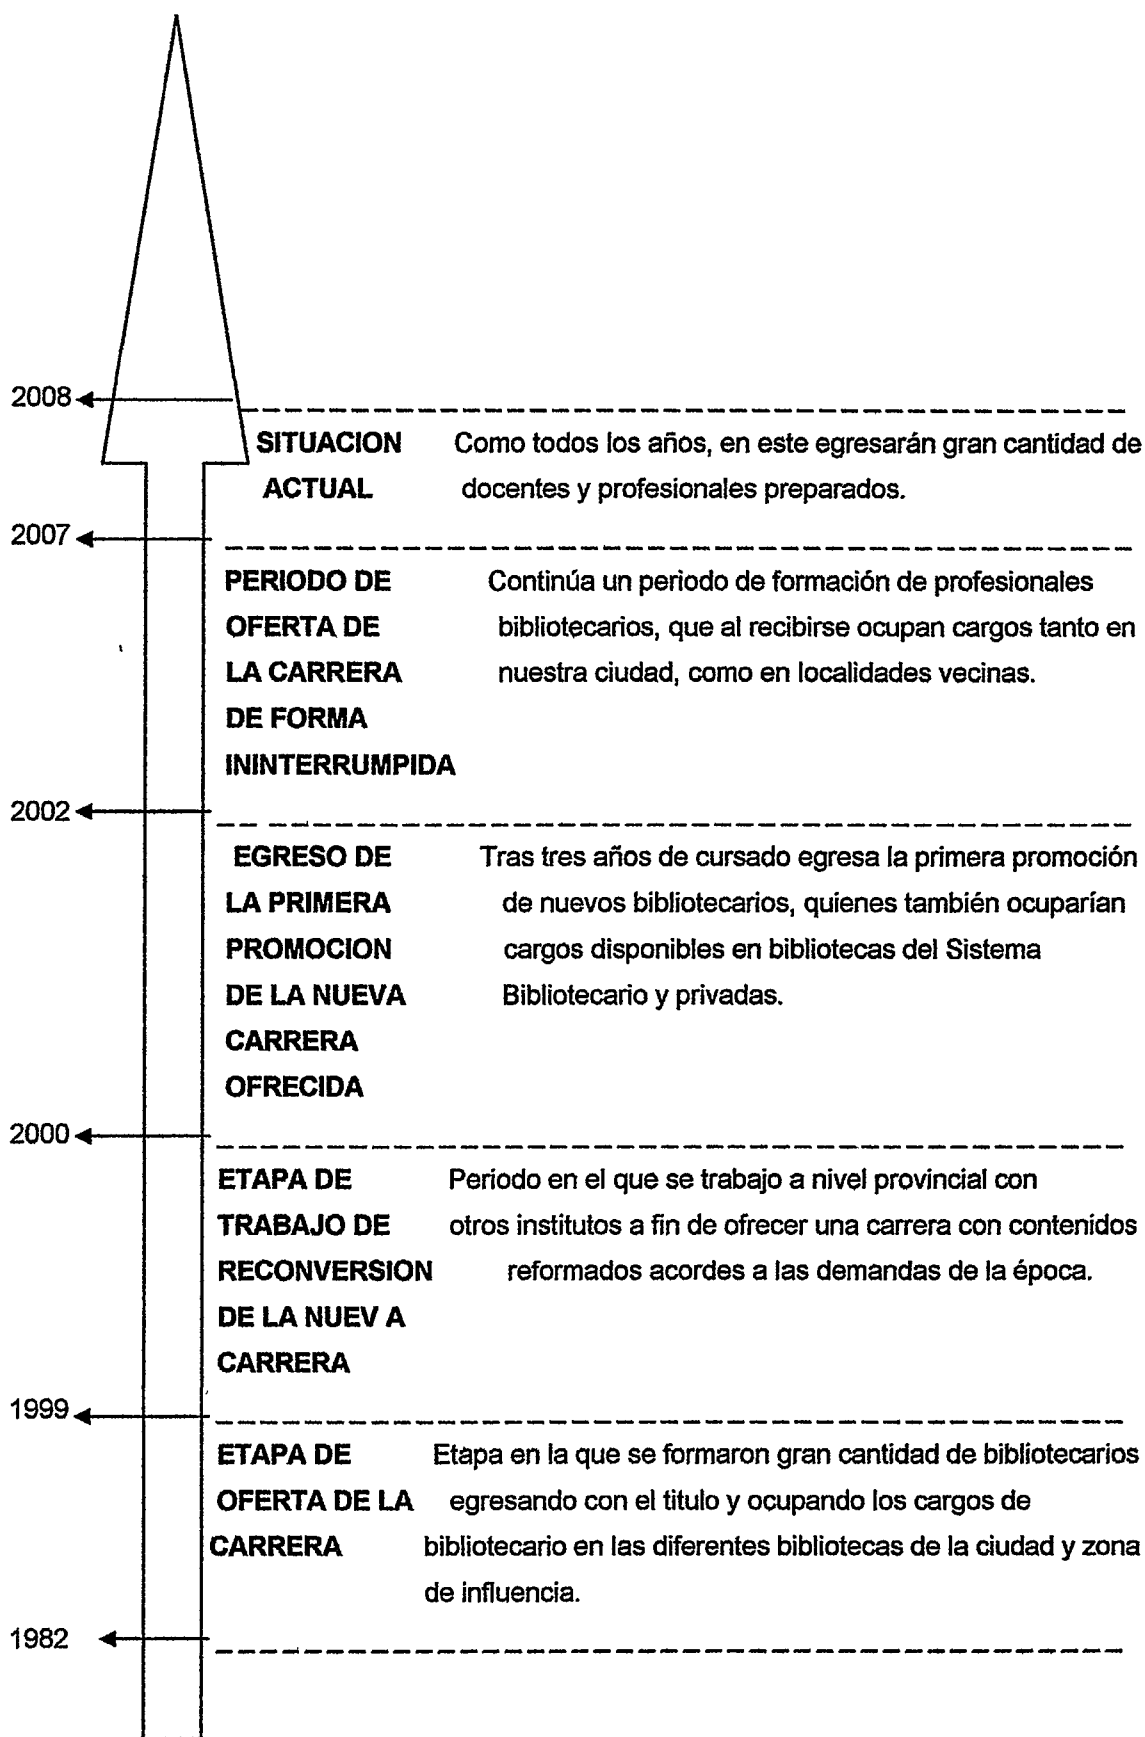 2008
SITUACION Como todos los años, en este egresarán gran cantidad de
ACTUAL docentes y profesionales preparados.
2007
PERIODO DE Continúa un periodo de formación de profesionales
OFERTA DE bibliotecarios, que al recibirse ocupan cargos tanto en
LA CARRERA nuestra ciudad, como en localidades vecinas.
DE FORMA
ININTERRUMPIDA
2002
EGRESO DE Tras tres años de cursado egresa la primera promoción
LA PRIMERA de nuevos bibliotecarios, quienes también ocuparían
PROMOCION cargos disponibles en bibliotecas del Sistema
DE LA NUEVA Bibliotecario y privadas.
CARRERA
OFRECIDA
2000
ETAPA DE Periodo en el que se trabajo a nivel provincial con
TRABAJO DE otros institutos a fin de ofrecer una carrera con contenidos
RECONVERSION reformados acordes a las demandas de la época.
DE LA NUEV A
CARRERA
1999
ETAPA DE Etapa en la que se formaron gran cantidad de bibliotecarios
OFERTA DE LA egresando con el titulo y ocupando los cargos de
CARRERA bibliotecario en las diferentes bibliotecas de la ciudad y zona
de influencia.
1982